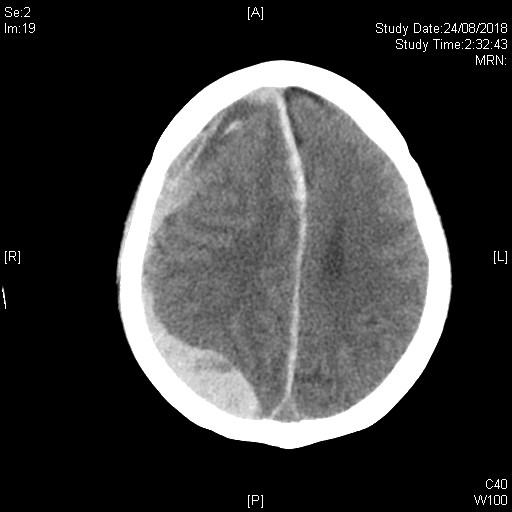 Se:2
Im:19
[A]
Study Date:24/08/2018
Study Time:2:32:43
MRN:
[R]
[L]
[P]
C40
W100